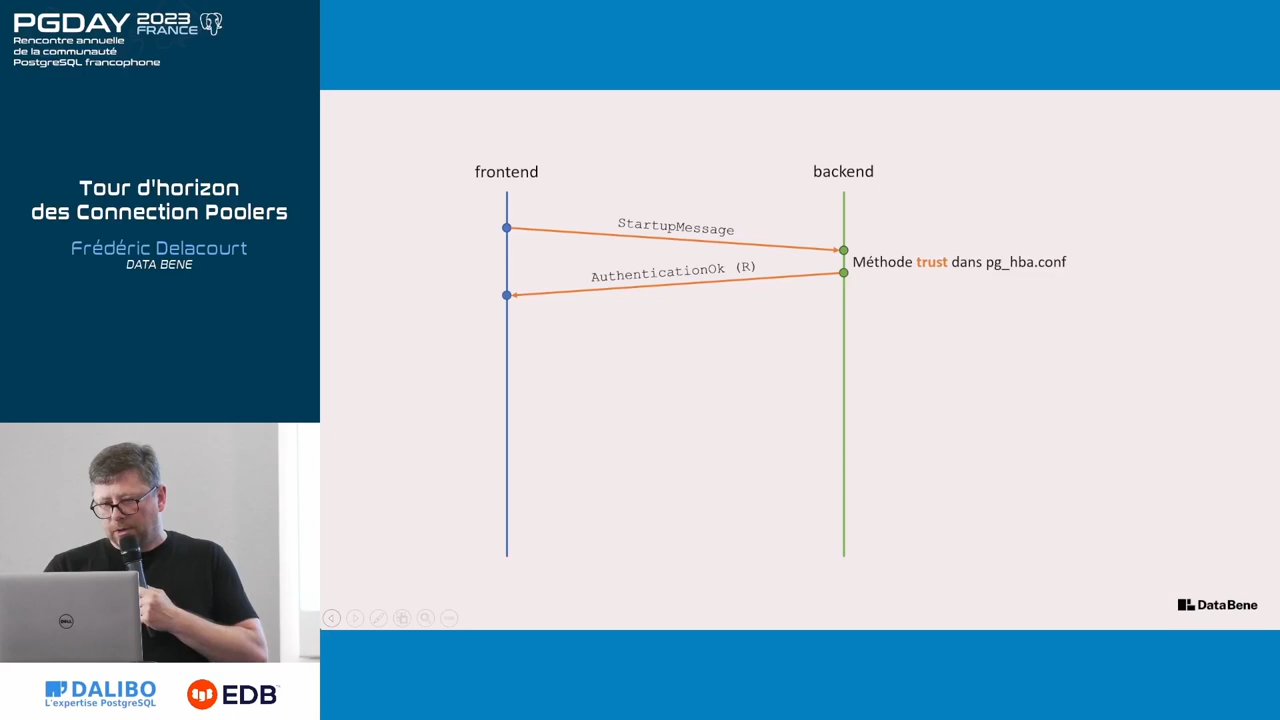 PGDAY 2023 FRANCE
Rencontre annuelle
de la communauté
PostgreSQL francophone
Tour d'horizon
des Connection Poolers
Frédéric Delacourt
DATA BENE
frontend
backend
StartupMessage
Méthode trust dans pg_hba.conf
AuthenticationOk (R)
DataBene
DELL
DALIBO
L'expertise PostgreSQL
EDB